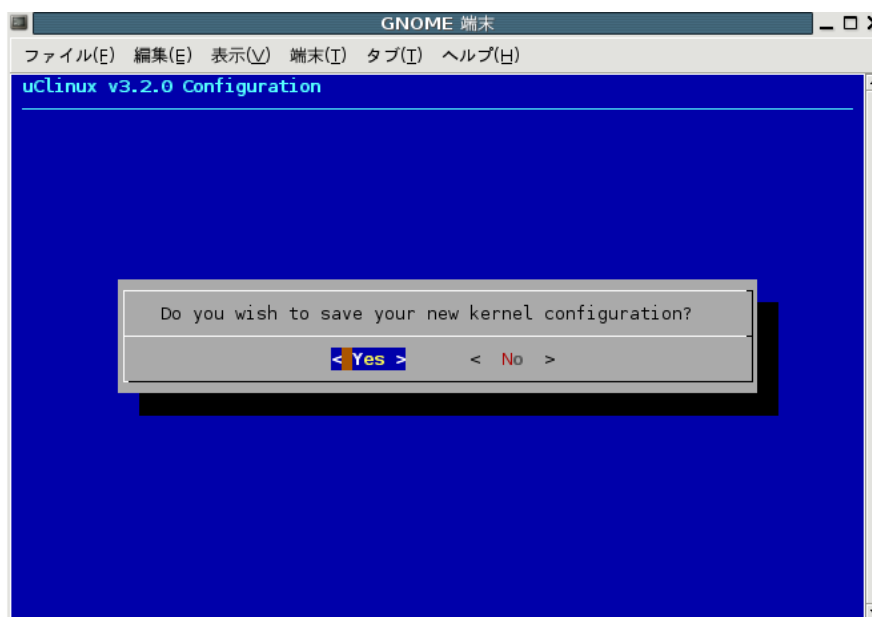 GNOME 端末
ファイル(F) 編集(E) 表示(V) 端末(T) タブ(T) ヘルプ(H)
uClinux v3.2.0 Configuration
Do you wish to save your new kernel configuration?
< Yes > < No >